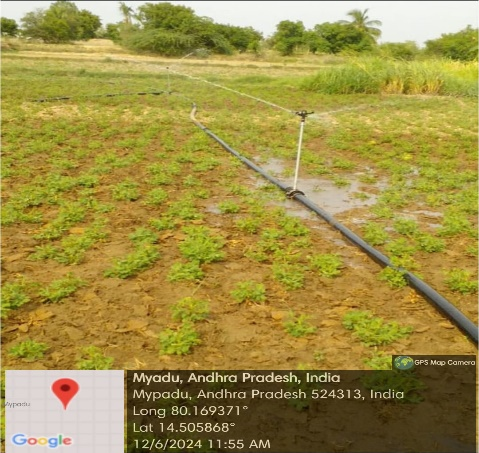 GPS Map Camera
Myadu, Andhra Pradesh, India
Mypadu, Andhra Pradesh 524313, India
Long 80.169371°
Lat 14.505868°
12/6/2024 11:55 AM
Mypadu
Google